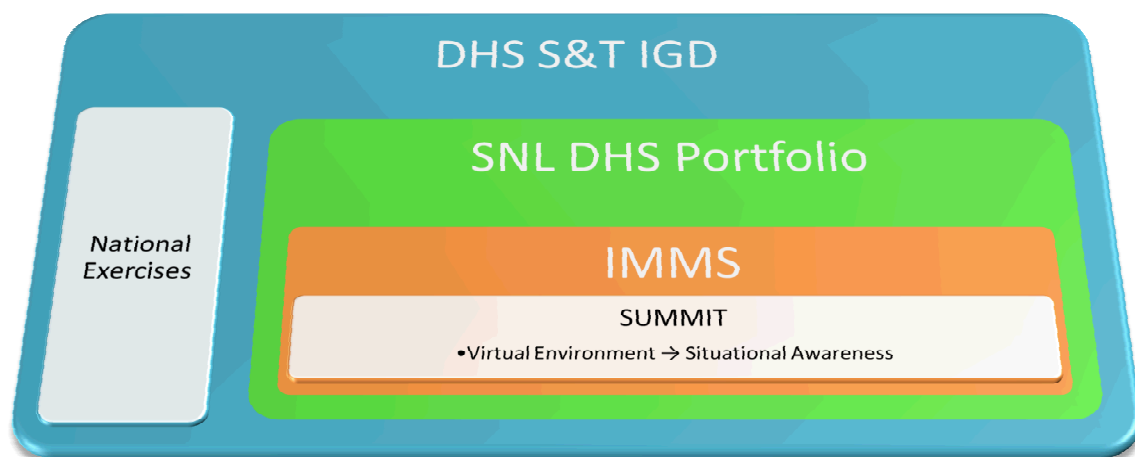 DHS S&T IGD
SNL DHS Portfolio
National
Exercises
IMMS
SUMMIT
•Virtual Environment → Situational Awareness